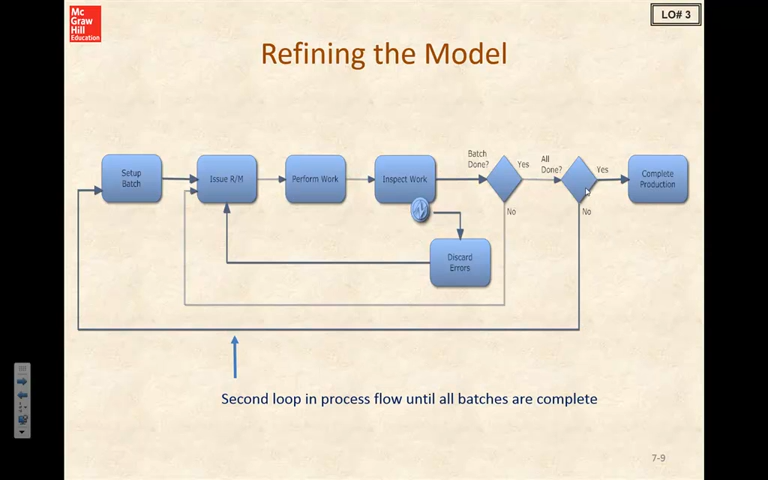 Mc
Graw
Hill
Education
LO# 3
Refining the Model
Setup
Batch
Issue R/M
Perform Work
Inspect Work
Batch
Done?
Yes
No
All
Done?
Yes
No
Complete
Production
Discard
Errors
Second loop in process flow until all batches are complete
7-9